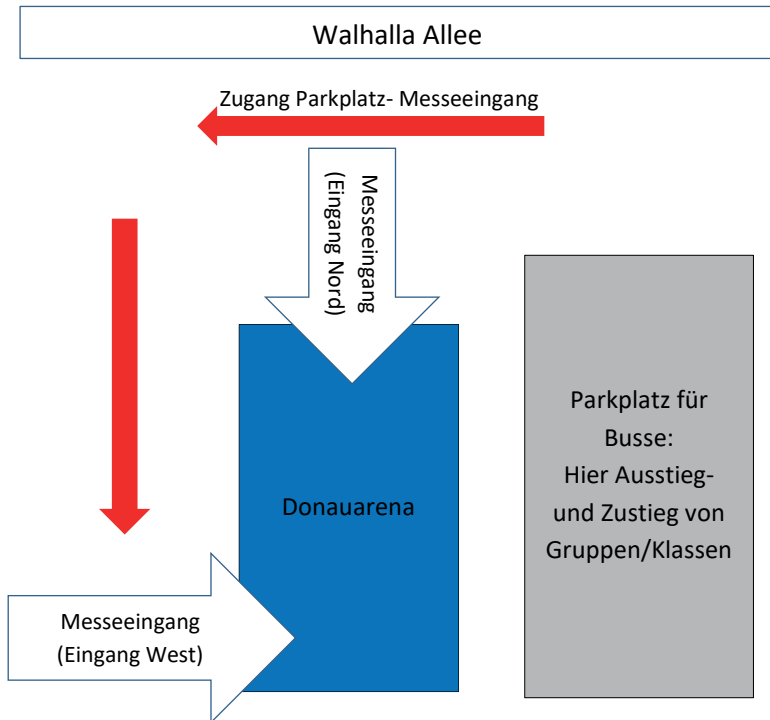 Walhalla Allee
Zugang Parkplatz- Messeeingang
Messeeingang
(Eingang Nord)
Parkplatz für
Busse:
Hier Ausstieg-
und Zustieg von
Gruppen/Klassen
Donauarena
Messeeingang
(Eingang West)